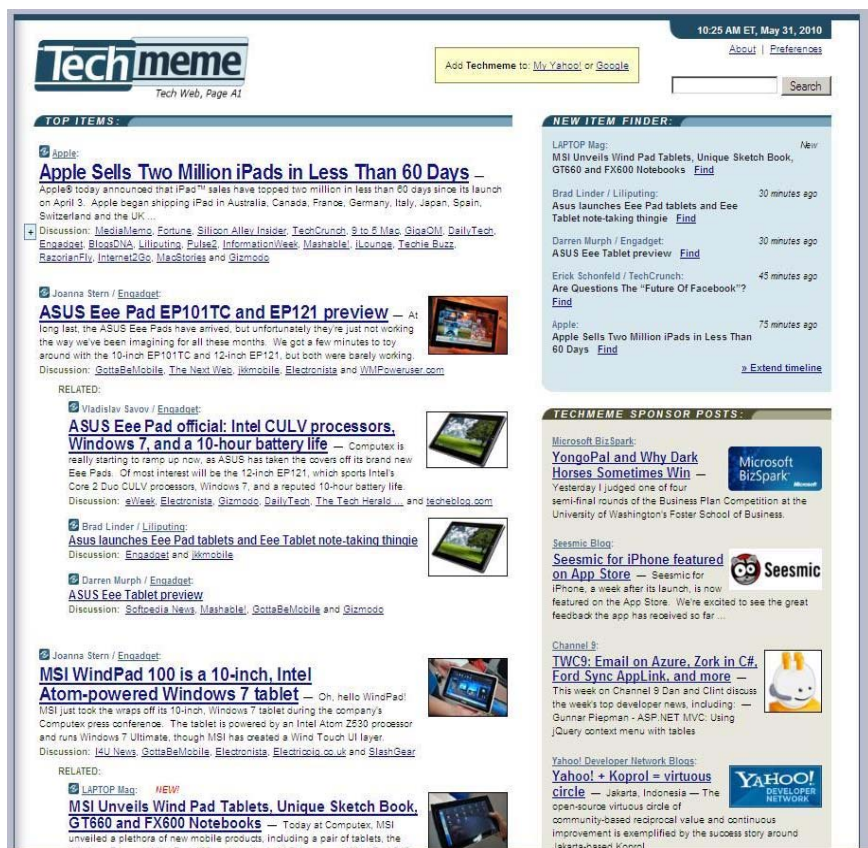 10:25 AM ET, May 31, 2010
About | Preferences
Techmeme
Tech Web, Page A1
Add Techmeme to: My Yahoo! or Google
Search
TOP ITEMS:
Apple:
Apple Sells Two Million iPads in Less Than 60 Days —
Apple® today announced that iPad™ sales have topped two million in less than 60 days since its launch
on April 3. Apple began shipping iPad in Australia, Canada, France, Germany, Italy, Japan, Spain,
Switzerland and the UK ...
+ Discussion: MediaMemo, Fortune, Silicon Alley Insider, TechCrunch, 9 to 5 Mac, GigaOM, DailyTech,
Engadget, BlogsDNA, Liliputing, Pulse2, InformationWeek, Mashable!, iLounge, Techie Buzz,
RazorianFly, Internet2Go, MacStories and Gizmodo
Joanna Stern / Engadget:
ASUS Eee Pad EP101TC and EP121 preview — At
long last, the ASUS Eee Pads have arrived, but unfortunately they're just not working
the way we've been imagining for all these months. We got a few minutes to toy
around with the 10-inch EP101TC and 12-inch EP121, but both were barely working.
Discussion: GottaBeMobile, The Next Web, jkkmobile, Electronista and WMPoweruser.com
RELATED:
Vladislav Savov / Engadget:
ASUS Eee Pad official: Intel CULV processors,
Windows 7, and a 10-hour battery life — Computex is
really starting to ramp up now, as ASUS has taken the covers off its brand new
Eee Pads. Of most interest will be the 12-inch EP121, which sports Intel's
Core 2 Duo CULV processors, Windows 7, and a reputed 10-hour battery life.
Discussion: eWeek, Electronista, Gizmodo, DailyTech, The Tech Herald ... and techeblog.com
Brad Linder / Liliputing:
Asus launches Eee Pad tablets and Eee Tablet note-taking thingie
Discussion: Engadget and jkkmobile
Darren Murph / Engadget:
ASUS Eee Tablet preview
Discussion: Softpedia News, Mashable!, GottaBeMobile and Gizmodo
Joanna Stern / Engadget:
MSI WindPad 100 is a 10-inch, Intel
Atom-powered Windows 7 tablet — Oh, hello WindPad!
MSI just took the wraps off its 10-inch, Windows 7 tablet during the company's
Computex press conference. The tablet is powered by an Intel Atom Z530 processor
and runs Windows 7 Ultimate, though MSI has created a Wind Touch UI layer.
Discussion: I4U News, GottaBeMobile, Electronista, Electricpig.co.uk and SlashGear
RELATED:
LAPTOP Mag: NEW!
MSI Unveils Wind Pad Tablets, Unique Sketch Book,
GT660 and FX600 Notebooks — Today at Computex, MSI
unveiled a plethora of new mobile products, including a pair of tablets, the
NEW ITEM FINDER:
LAPTOP Mag: New
MSI Unveils Wind Pad Tablets, Unique Sketch Book,
GT660 and FX600 Notebooks Find
Brad Linder / Liliputing: 30 minutes ago
Asus launches Eee Pad tablets and Eee
Tablet note-taking thingie Find
Darren Murph / Engadget: 30 minutes ago
ASUS Eee Tablet preview Find
Erick Schonfeld / TechCrunch: 45 minutes ago
Are Questions The "Future Of Facebook"?
Find
Apple: 75 minutes ago
Apple Sells Two Million iPads in Less Than
60 Days Find
» Extend timeline
TECHMEME SPONSOR POSTS:
Microsoft BizSpark:
YongoPal and Why Dark
Horses Sometimes Win —
Yesterday I judged one of four
semi-final rounds of the Business Plan Competition at the
University of Washington's Foster School of Business.
Microsoft
BizSpark
Microsoft
Seesmic Blog:
Seesmic for iPhone featured
on App Store — Seesmic for
iPhone, a week after its launch, is now
featured on the App Store. We're excited to see the great
feedback the app has received so far ...
Seesmic
Channel 9:
TWC9: Email on Azure, Zork in C#,
Ford Sync AppLink, and more —
This week on Channel 9 Dan and Clint discuss
the week's top developer news, including: —
Gunnar Piepman - ASP.NET MVC: Using
jQuery context menu with tables
Yahoo! Developer Network Blogs:
Yahoo! + Koprol = virtuous
circle — Jakarta, Indonesia — The
open-source virtuous circle of
community-based reciprocal value and continuous
improvement is exemplified by the success story around
Jakarta-based Koprol
YAHOO!
DEVELOPER
NETWORK